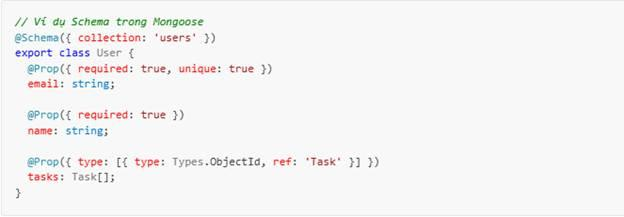 // Ví dụ Schema trong Mongoose
@Schema({ collection: 'users' })
export class User {
  @Prop({ required: true, unique: true })
  email: string;

  @Prop({ required: true })
  name: string;

  @Prop({ type: [{ type: Types.ObjectId, ref: 'Task' }] })
  tasks: Task[];
}